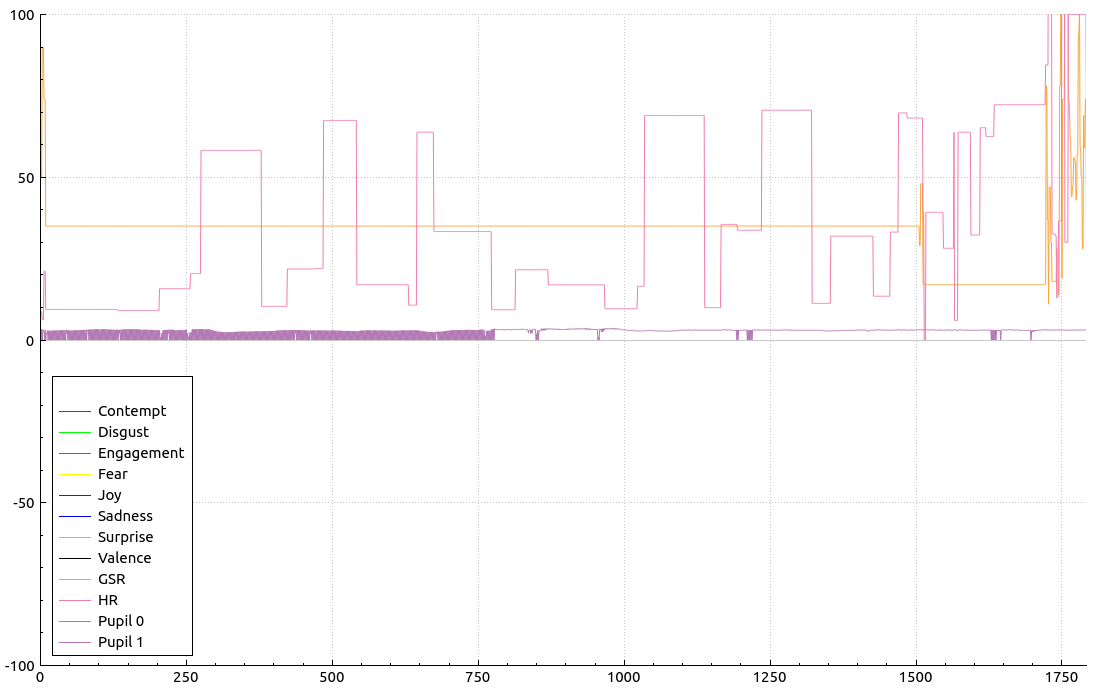 100
50
0
-50
-100
Contempt
Disgust
Engagement
Fear
Joy
Sadness
Surprise
Valence
GSR
HR
Pupil 0
Pupil 1
0 250 500 750 1000 1250 1500 1750